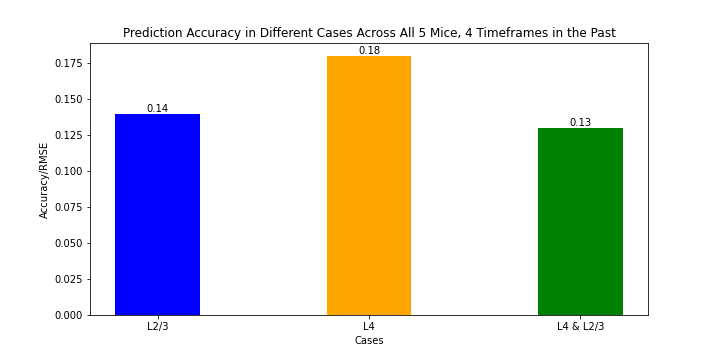 Prediction Accuracy in Different Cases Across All 5 Mice, 4 Timeframes in the Past
Accuracy/RMSE
0.175
0.150
0.125
0.100
0.075
0.050
0.025
0.000
0.14
0.18
0.13
L2/3
L4
L4 & L2/3
Cases